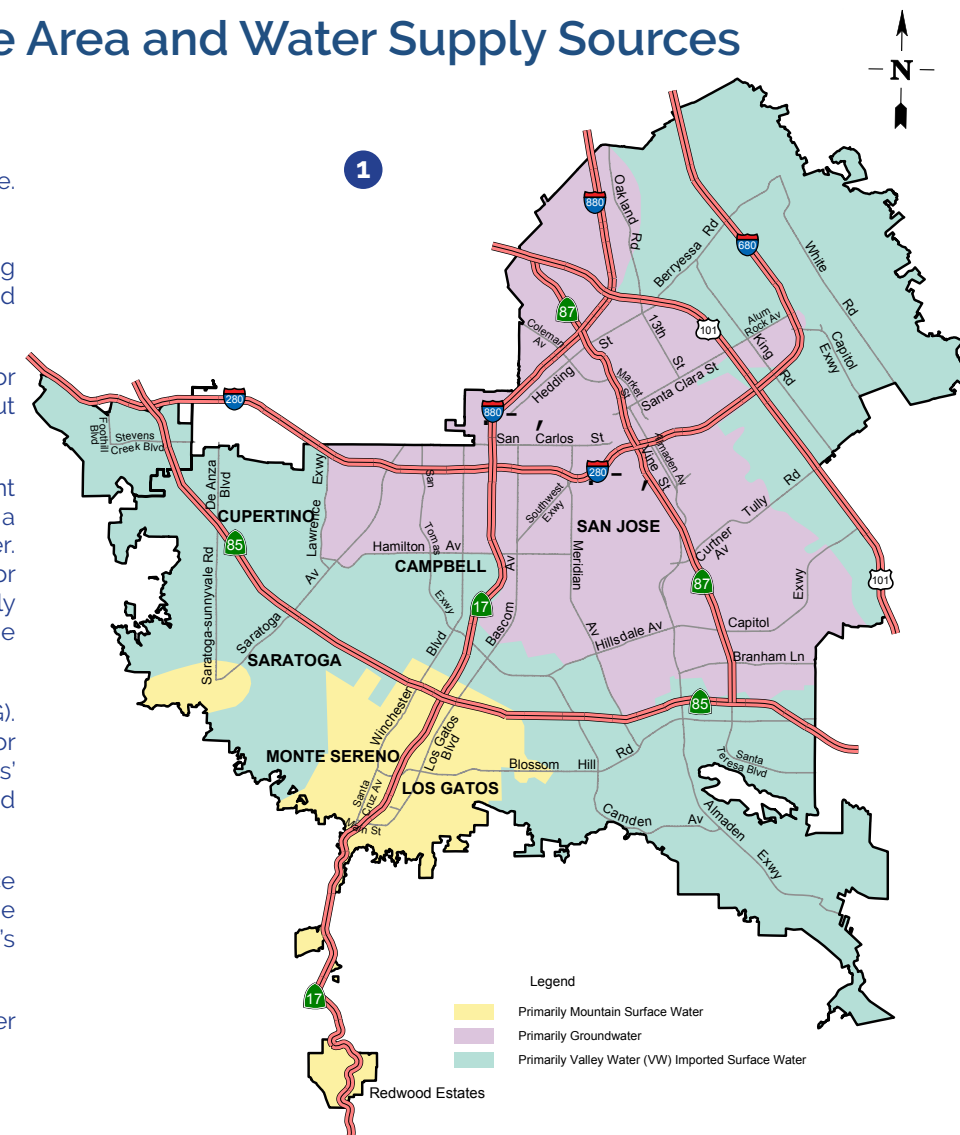 e Area and Water Supply Sources
N
1
e.
ng
d
or
out
nt
a
er.
or
ly
e
G).
or
s'
d
ce
e
's
er
880
Oakland Rd
680
Berryessa Rd
White Rd
87
101
Coleman Av
13th St
Alum Rock Av
King Rd
Capitol Expy
Hedding St
Market St
Santa Clara St
280
880
Foothill Blvd
Stevens Creek Blvd
San Carlos St
Almaden Av
Vine St
280
De Anza Blvd
Lawrence Expy
San Tomas Expy
Southwest Expy
Tully Rd
CUPERTINO
SAN JOSE
85
Hamilton Av
Meridian Av
Curtner Av
CAMPBELL
87
101
Saratoga-sunnyvale Rd
Saratoga Av
17
Bascom Av
Capitol Expy
Hillsdale Av
SARATOGA
Branham Ln
Winchester Blvd
85
MONTE SERENO
Los Gatos Blvd
Blossom Hill Rd
Santa Teresa Blvd
Santa Cruz Av
LOS GATOS
Main St
Camden Av
Almaden Expy
17
Legend
Primarily Mountain Surface Water
Primarily Groundwater
Primarily Valley Water (VW) Imported Surface Water
Redwood Estates